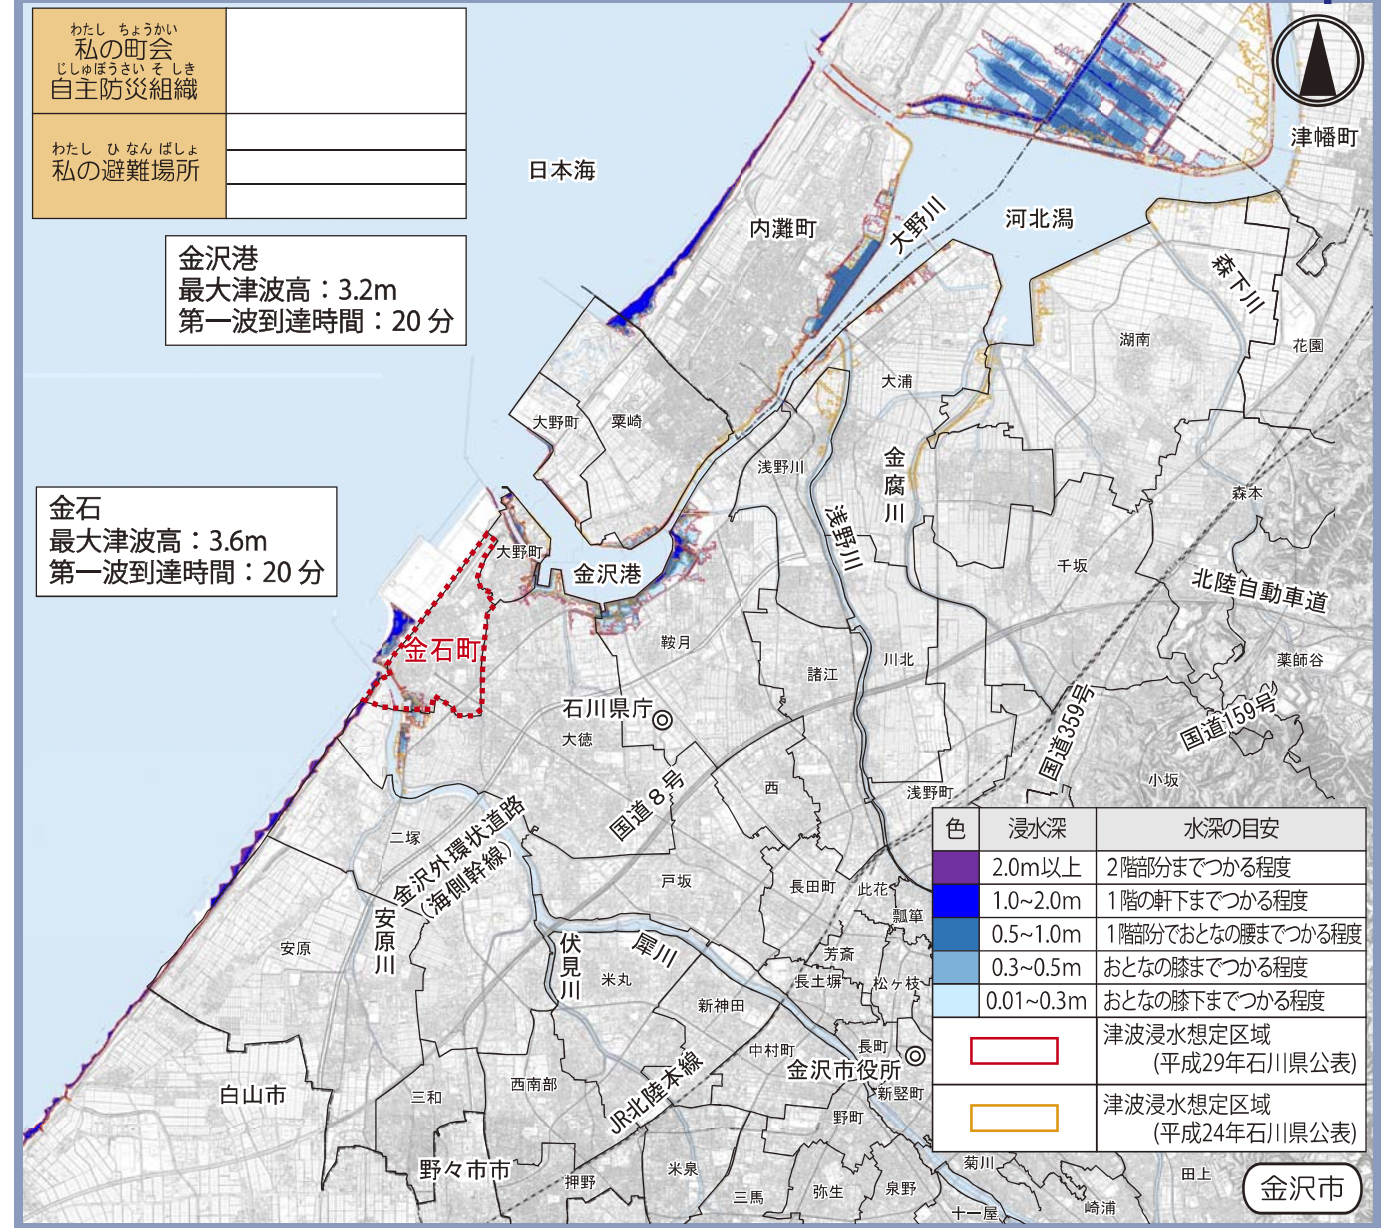 わたし ちょうかい
私の町会
じしゅぼうさい そ しき
自主防災組織
わたし ひ なん ばしょ
私の避難場所
金沢港
最大津波高：3.2m
第一波到達時間：20 分
金石
最大津波高：3.6m
第一波到達時間：20 分
日本海
内灘町
大野川
河北潟
津幡町
森下川
湖南
花園
大浦
大野町
粟崎
浅野川
金腐川
浅野川
森本
千坂
北陸自動車道
薬師谷
大野町
金沢港
金石町
鞍月
諸江
川北
石川県庁
大徳
国道８号
西
浅野町
国道359号
国道159号
小坂
二塚
金沢外環状道路
（海側幹線）
安原川
安原
戸坂
長田町
此花
瓢箪
芳斎
伏見川
犀川
米丸
新神田
長土塀
松ヶ枝
中村町
長町
金沢市役所
新竪町
白山市
三和
西南部
JR北陸本線
野町
野々市市
押野
米泉
三馬
弥生
泉野
菊川
十一屋
崎浦
田上
色 浸水深 水深の目安
2.0m以上 ２階部分までつかる程度
1.0~2.0m １階の軒下までつかる程度
0.5~1.0m １階部分でおとなの腰までつかる程度
0.3~0.5m おとなの膝までつかる程度
0.01~0.3m おとなの膝下までつかる程度
津波浸水想定区域
(平成29年石川県公表)
津波浸水想定区域
(平成24年石川県公表)
金沢市